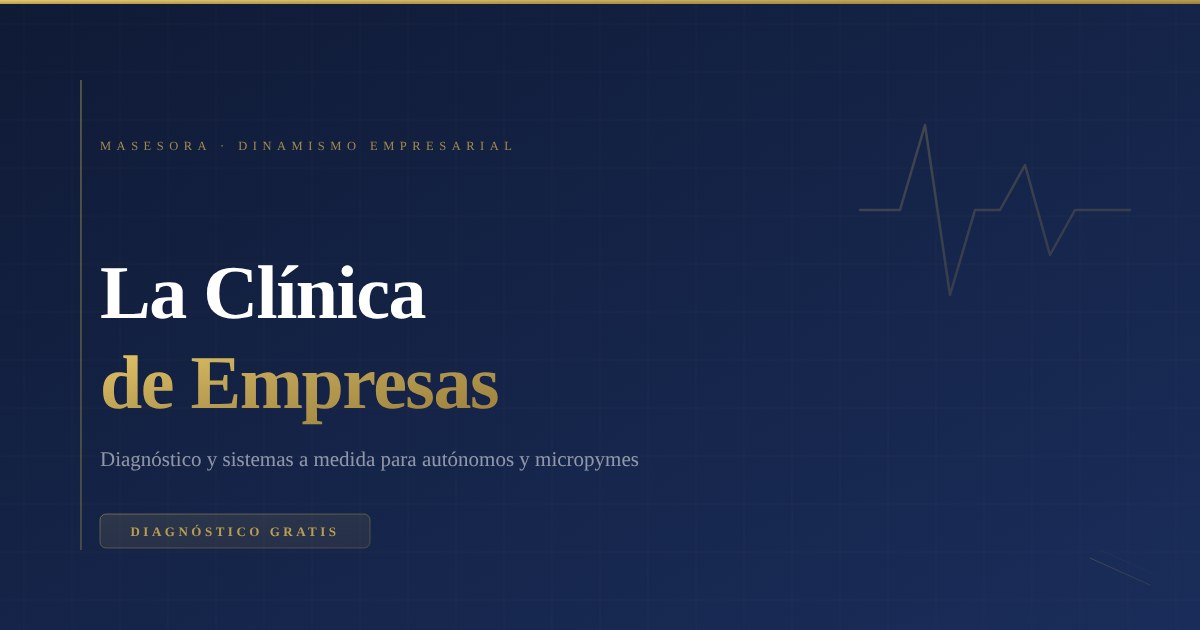 MASESORA · DINAMISMO EMPRESARIAL
La Clínica
de Empresas
Diagnóstico y sistemas a medida para autónomos y micropymes
DIAGNÓSTICO GRATIS